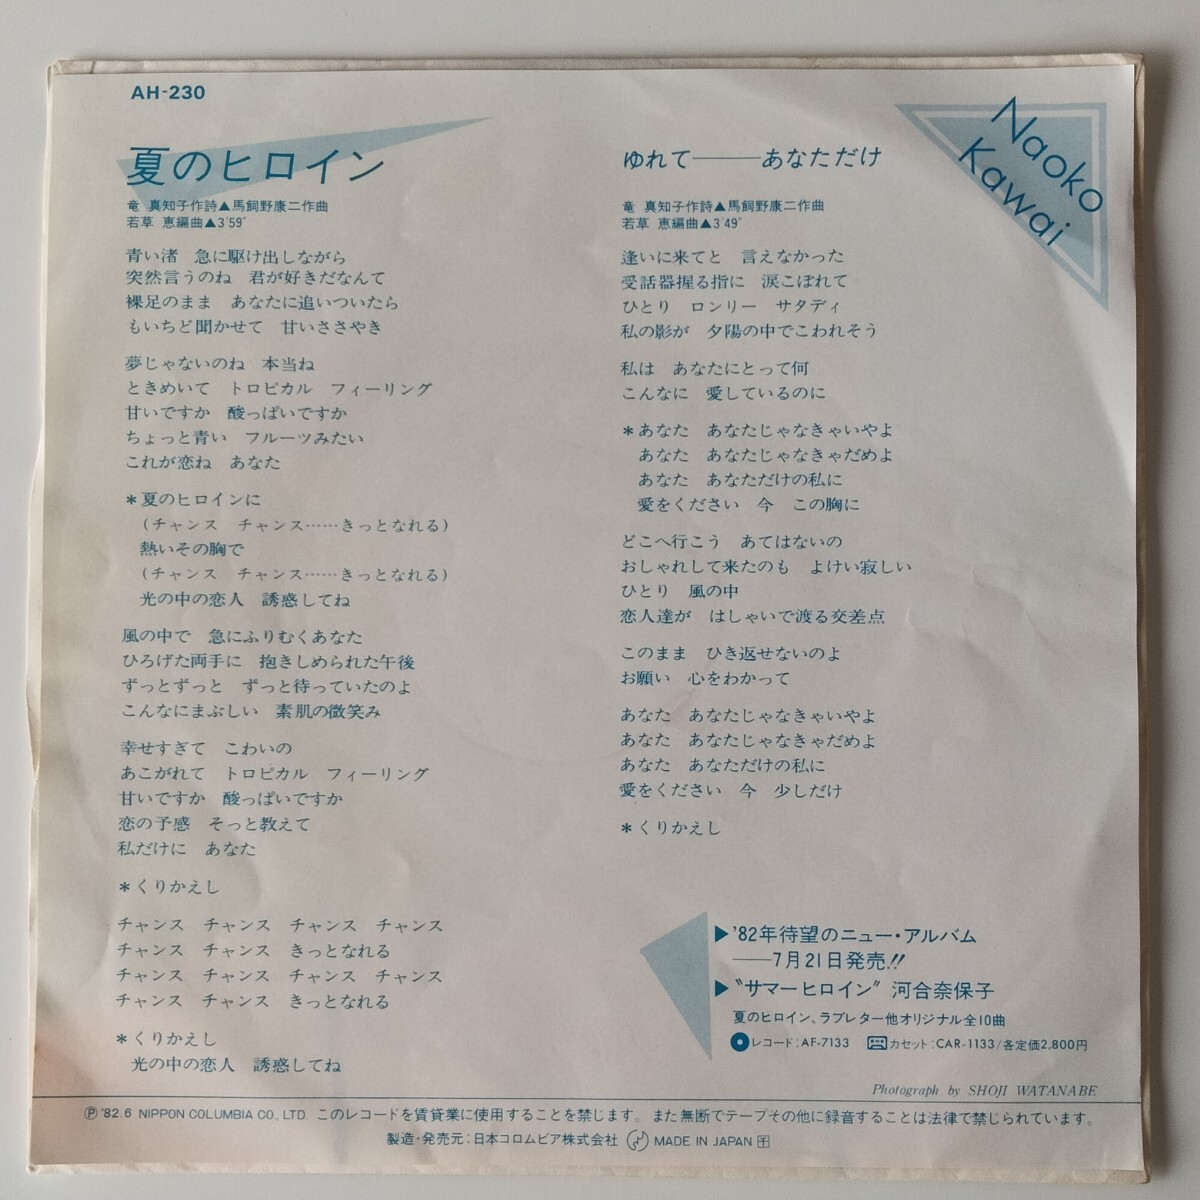 AH-230
Naoko
Kawai
夏のヒロイン
竜 真知子作詩▲馬飼野康二作曲
若草 恵編曲▲3'59"
青い渚 急に駆け出しながら
突然言うのね 君が好きだなんて
裸足のまま あなたに追いついたら
もいちど聞かせて 甘いささやき
夢じゃないのね 本当ね
ときめいて トロピカル フィーリング
甘いですか 酸っぱいですか
ちょっと青い フルーツみたい
これが恋ね あなた
*夏のヒロインに
(チャンス チャンス……きっとなれる)
熱いその胸で
(チャンス チャンス……きっとなれる)
光の中の恋人 誘惑してね
風の中で 急にふりむくあなた
ひろげた両手に 抱きしめられた午後
ずっとずっと ずっと待っていたのよ
こんなにまぶしい 素肌の微笑み
幸せすぎて こわいの
あこがれて トロピカル フィーリング
甘いですか 酸っぱいですか
恋の予感 そっと教えて
私だけに あなた
*くりかえし
チャンス チャンス チャンス チャンス
チャンス チャンス きっとなれる
チャンス チャンス チャンス チャンス
チャンス チャンス きっとなれる
*くりかえし
光の中の恋人 誘惑してね
ゆれて――あなただけ
竜 真知子作詩▲馬飼野康二作曲
若草 恵編曲▲3'49"
逢いに来てと 言えなかった
受話器握る指に 涙こぼれて
ひとり ロンリー サタディ
私の影が 夕陽の中でこわれそう
私は あなたにとって何
こんなに 愛しているのに
*あなた あなたじゃなきゃいやよ
あなた あなたじゃなきゃだめよ
あなた あなただけの私に
愛をください 今 この胸に
どこへ行こう あてはないの
おしゃれして来たのも よけい寂しい
ひとり 風の中
恋人達が はしゃいで渡る交差点
このまま ひき返せないのよ
お願い 心をわかって
あなた あなたじゃなきゃいやよ
あなた あなたじゃなきゃだめよ
あなた あなただけの私に
愛をください 今 少しだけ
*くりかえし
▶'82年待望のニュー・アルバム
――7月21日発売!!
▶"サマーヒロイン" 河合奈保子
夏のヒロイン、ラブレター他オリジナル全10曲
レコード:AF-7133 カセット:CAR-1133/各定価2,800円
Photograph by SHOJI WATANABE
Ⓟ '82.6 NIPPON COLUMBIA CO., LTD. このレコードを賃貸業に使用することを禁じます。また無断でテープその他に録音することは法律で禁じられています。
製造・発売元:日本コロムビア株式会社 MADE IN JAPAN